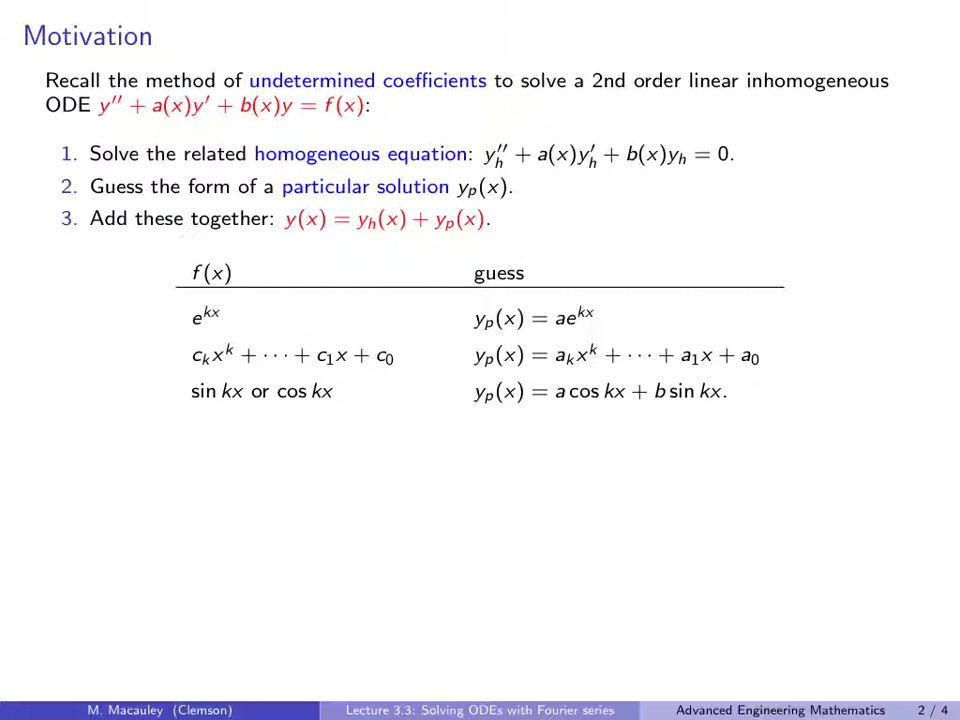 Motivation
Recall the method of undetermined coefficients to solve a 2nd order linear inhomogeneous
ODE y′′ + a(x)y′ + b(x)y = f(x):
1. Solve the related homogeneous equation: y′′_h + a(x)y′_h + b(x)y_h = 0.
2. Guess the form of a particular solution y_p(x).
3. Add these together: y(x) = y_h(x) + y_p(x).
f(x) guess
e^{kx} y_p(x) = ae^{kx}
c_k x^k + · · · + c_1 x + c_0 y_p(x) = a_k x^k + · · · + a_1 x + a_0
sin kx or cos kx y_p(x) = a cos kx + b sin kx.
M. Macauley (Clemson) Lecture 3.3: Solving ODEs with Fourier series Advanced Engineering Mathematics 2 / 4